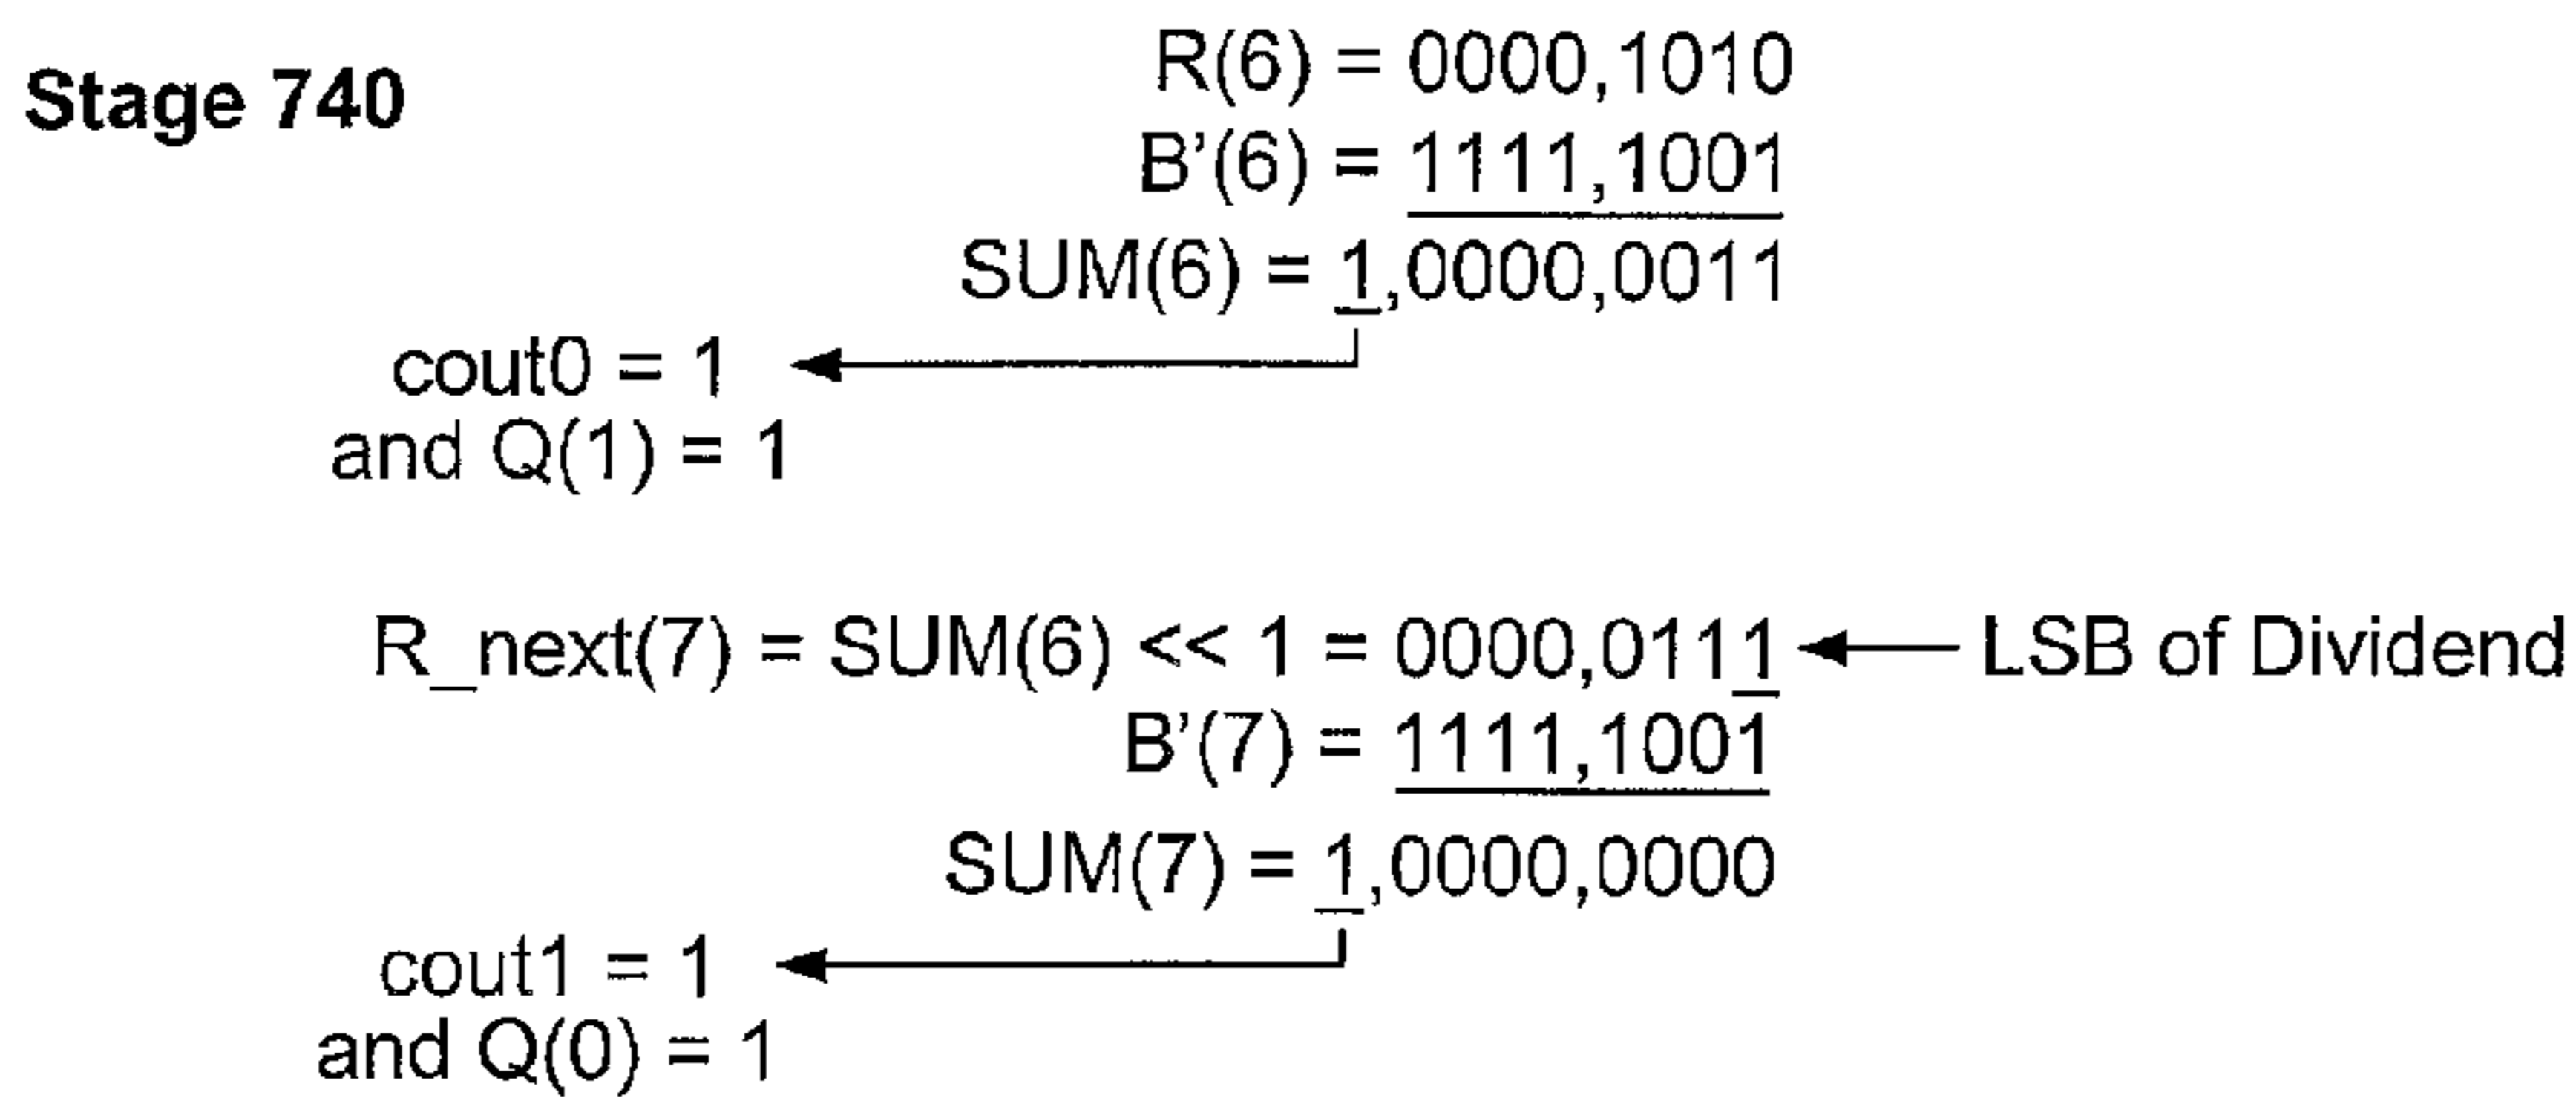 Stage 740
R(6) = 0000,1010
B’(6) = 1111,1001
SUM(6) = 1,0000,0011
cout0 = 1
and Q(1) = 1
R_next(7) = SUM(6) << 1 = 0000,0111 LSB of Dividend
B’(7) = 1111,1001
SUM(7) = 1,0000,0000
cout1 = 1
and Q(0) = 1